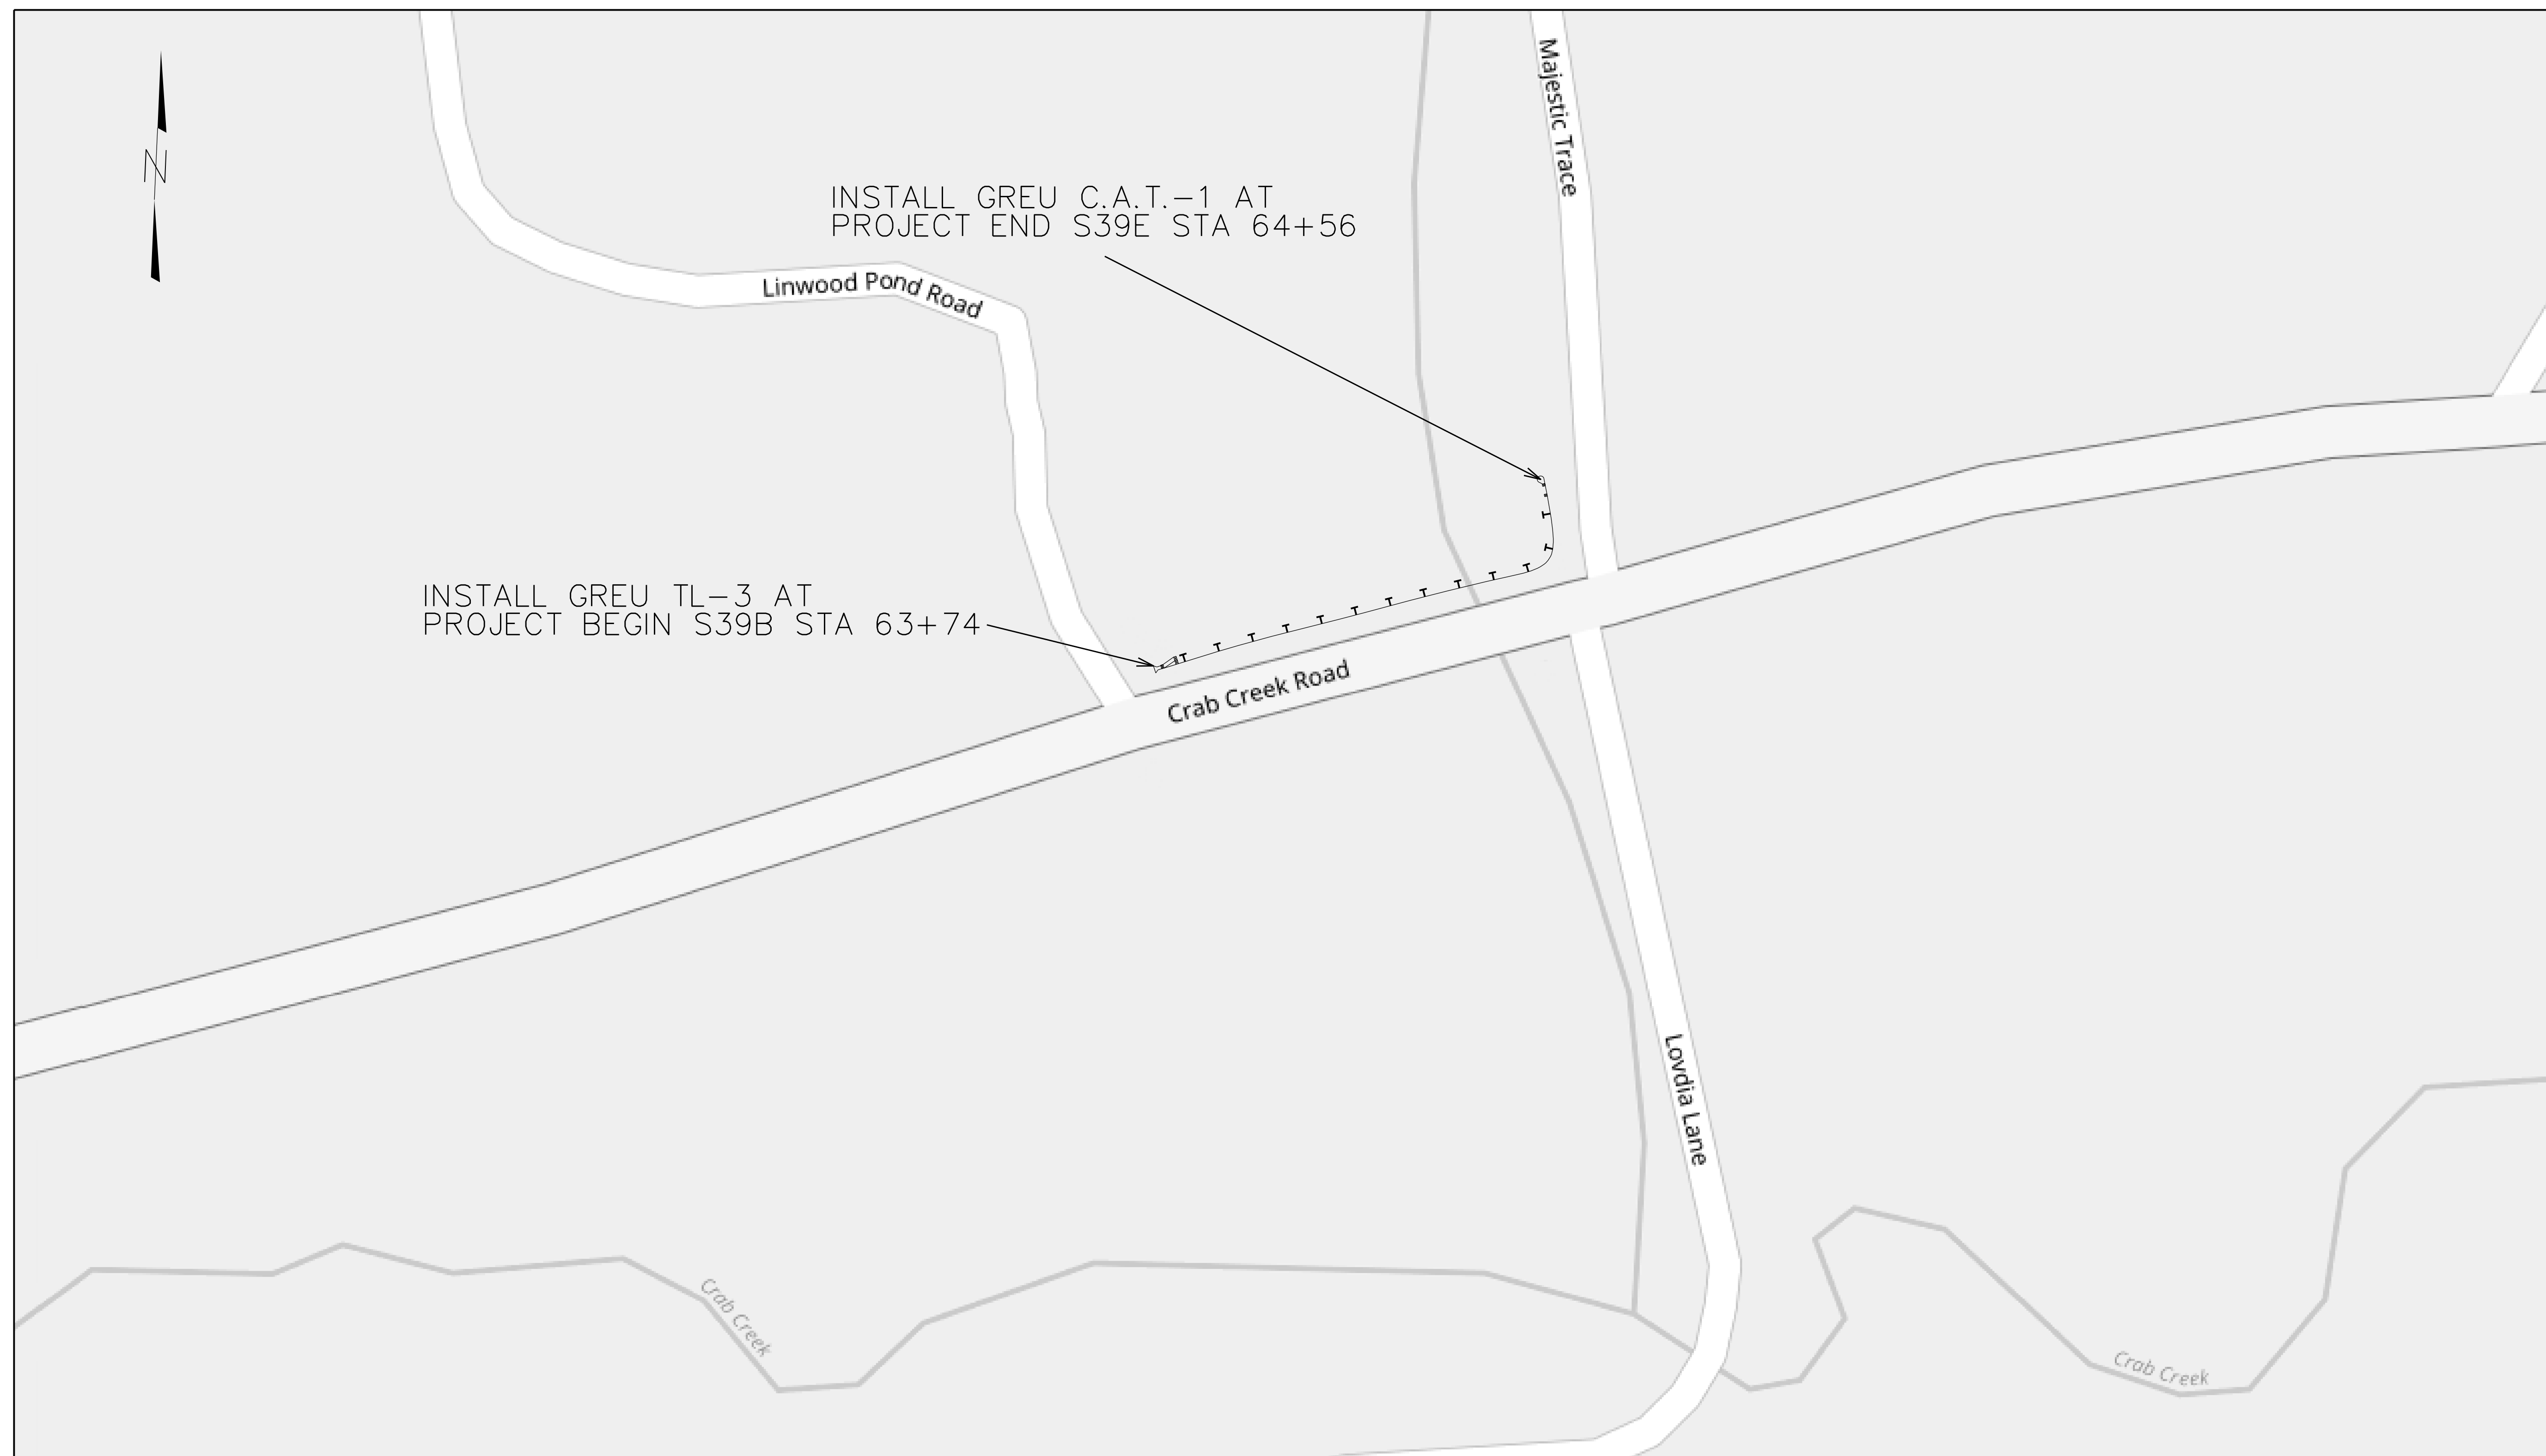 Majestic Trace
N
INSTALL GREU C.A.T.-1 AT
PROJECT END S39E STA 64+56
Linwood Pond Road
INSTALL GREU TL-3 AT
PROJECT BEGIN S39B STA 63+74
Crab Creek Road
Lovdia Lane
Crab Creek
Crab Creek